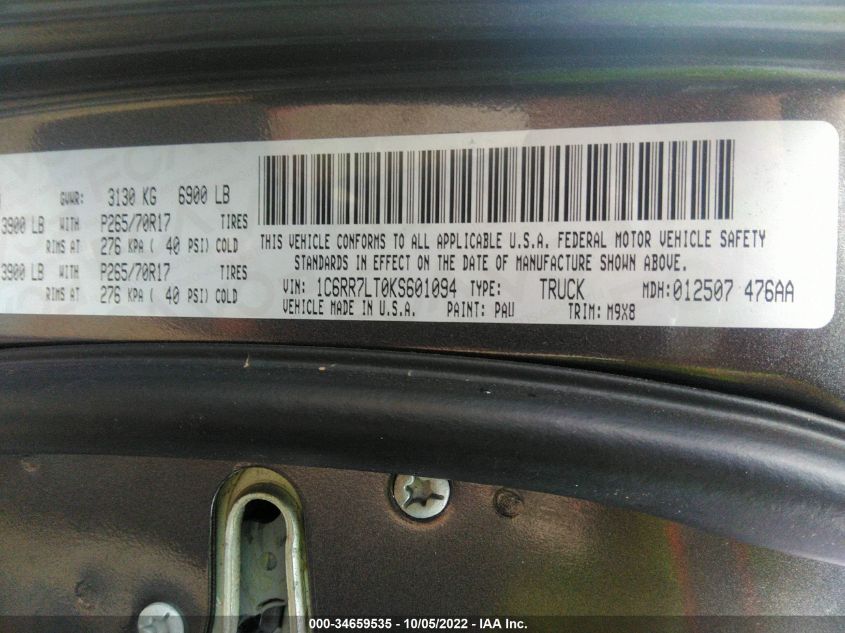 GVWR: 3130 KG 6900 LB
3900 LB WITH P265/70R17 TIRES
RIMS AT 276 KPA ( 40 PSI) COLD
3900 LB WITH P265/70R17 TIRES
RIMS AT 276 KPA ( 40 PSI) COLD
THIS VEHICLE CONFORMS TO ALL APPLICABLE U.S.A. FEDERAL MOTOR VEHICLE SAFETY
STANDARDS IN EFFECT ON THE DATE OF MANUFACTURE SHOWN ABOVE.
VIN: 1C6RR7LT0KS601094 TYPE: TRUCK MDH:012507 476AA
VEHICLE MADE IN U.S.A. PAINT: PAU TRIM: M9X8
000-34659535 - 10/05/2022 - IAA Inc.